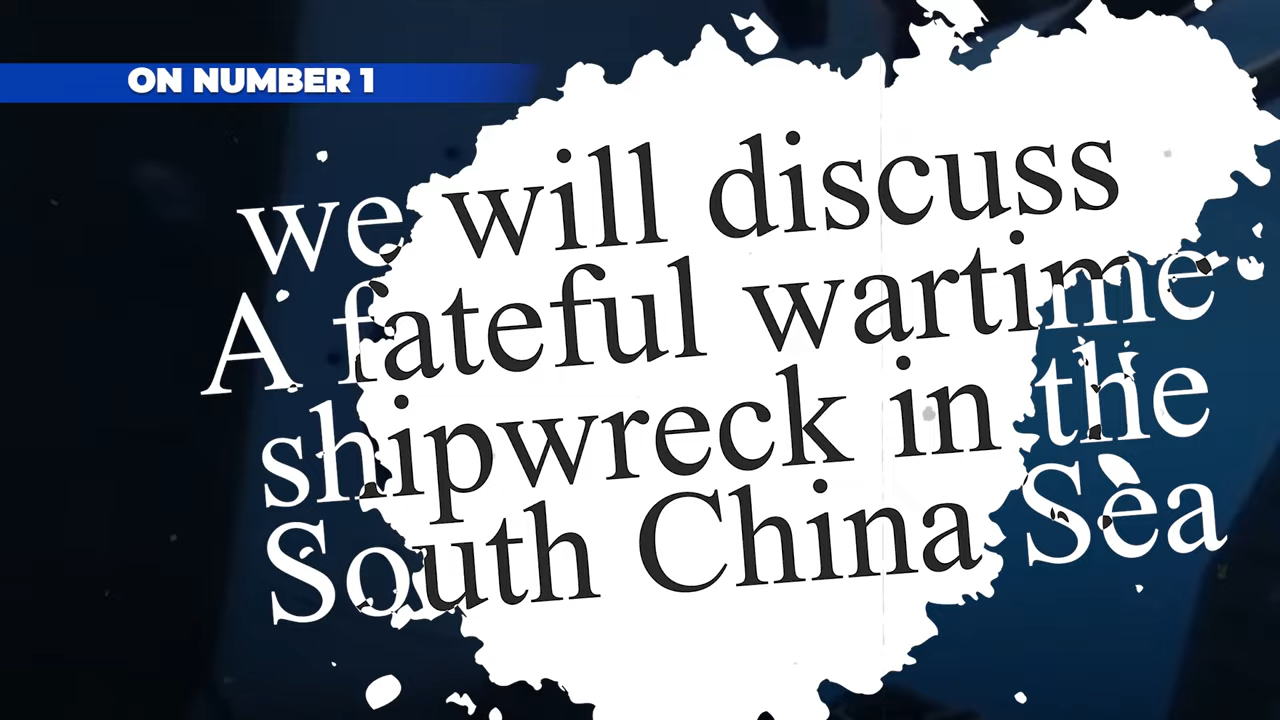 ON NUMBER 1
we will discuss
A fateful wartime
shipwreck in the
South China Sea